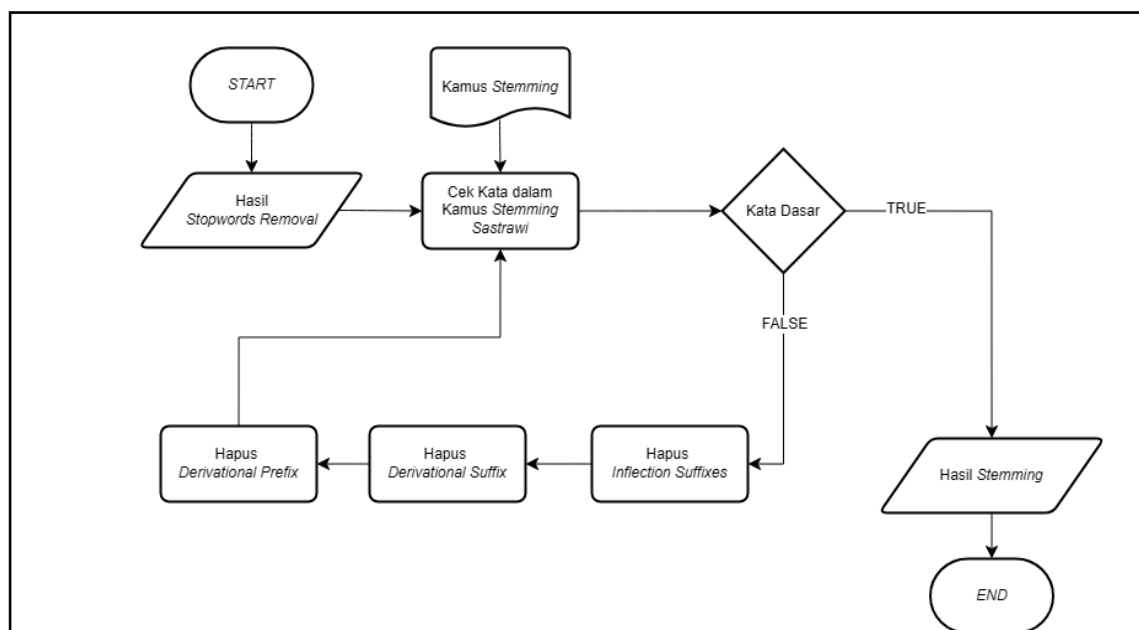 START
Kamus Stemming
Hasil
Stopwords Removal
Cek Kata dalam
Kamus Stemming
Sastrawi
Kata Dasar
TRUE
FALSE
Hapus
Derivational Prefix
Hapus
Derivational Suffix
Hapus
Inflection Suffixes
Hasil Stemming
END